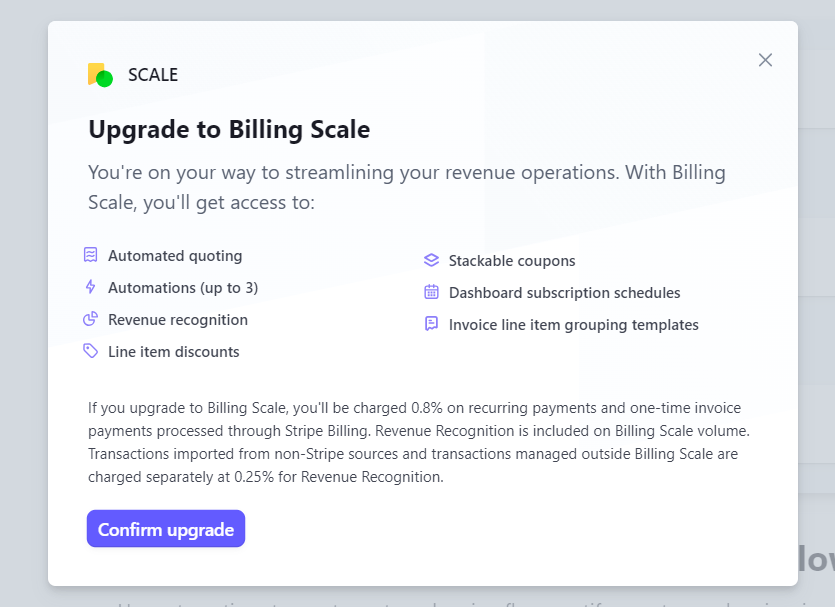 SCALE
Upgrade to Billing Scale
You're on your way to streamlining your revenue operations. With Billing
Scale, you'll get access to:
Automated quoting
Automations (up to 3)
Revenue recognition
Line item discounts
Stackable coupons
Dashboard subscription schedules
Invoice line item grouping templates
If you upgrade to Billing Scale, you'll be charged 0.8% on recurring payments and one-time invoice
payments processed through Stripe Billing. Revenue Recognition is included on Billing Scale volume.
Transactions imported from non-Stripe sources and transactions managed outside Billing Scale are
charged separately at 0.25% for Revenue Recognition.
Confirm upgrade